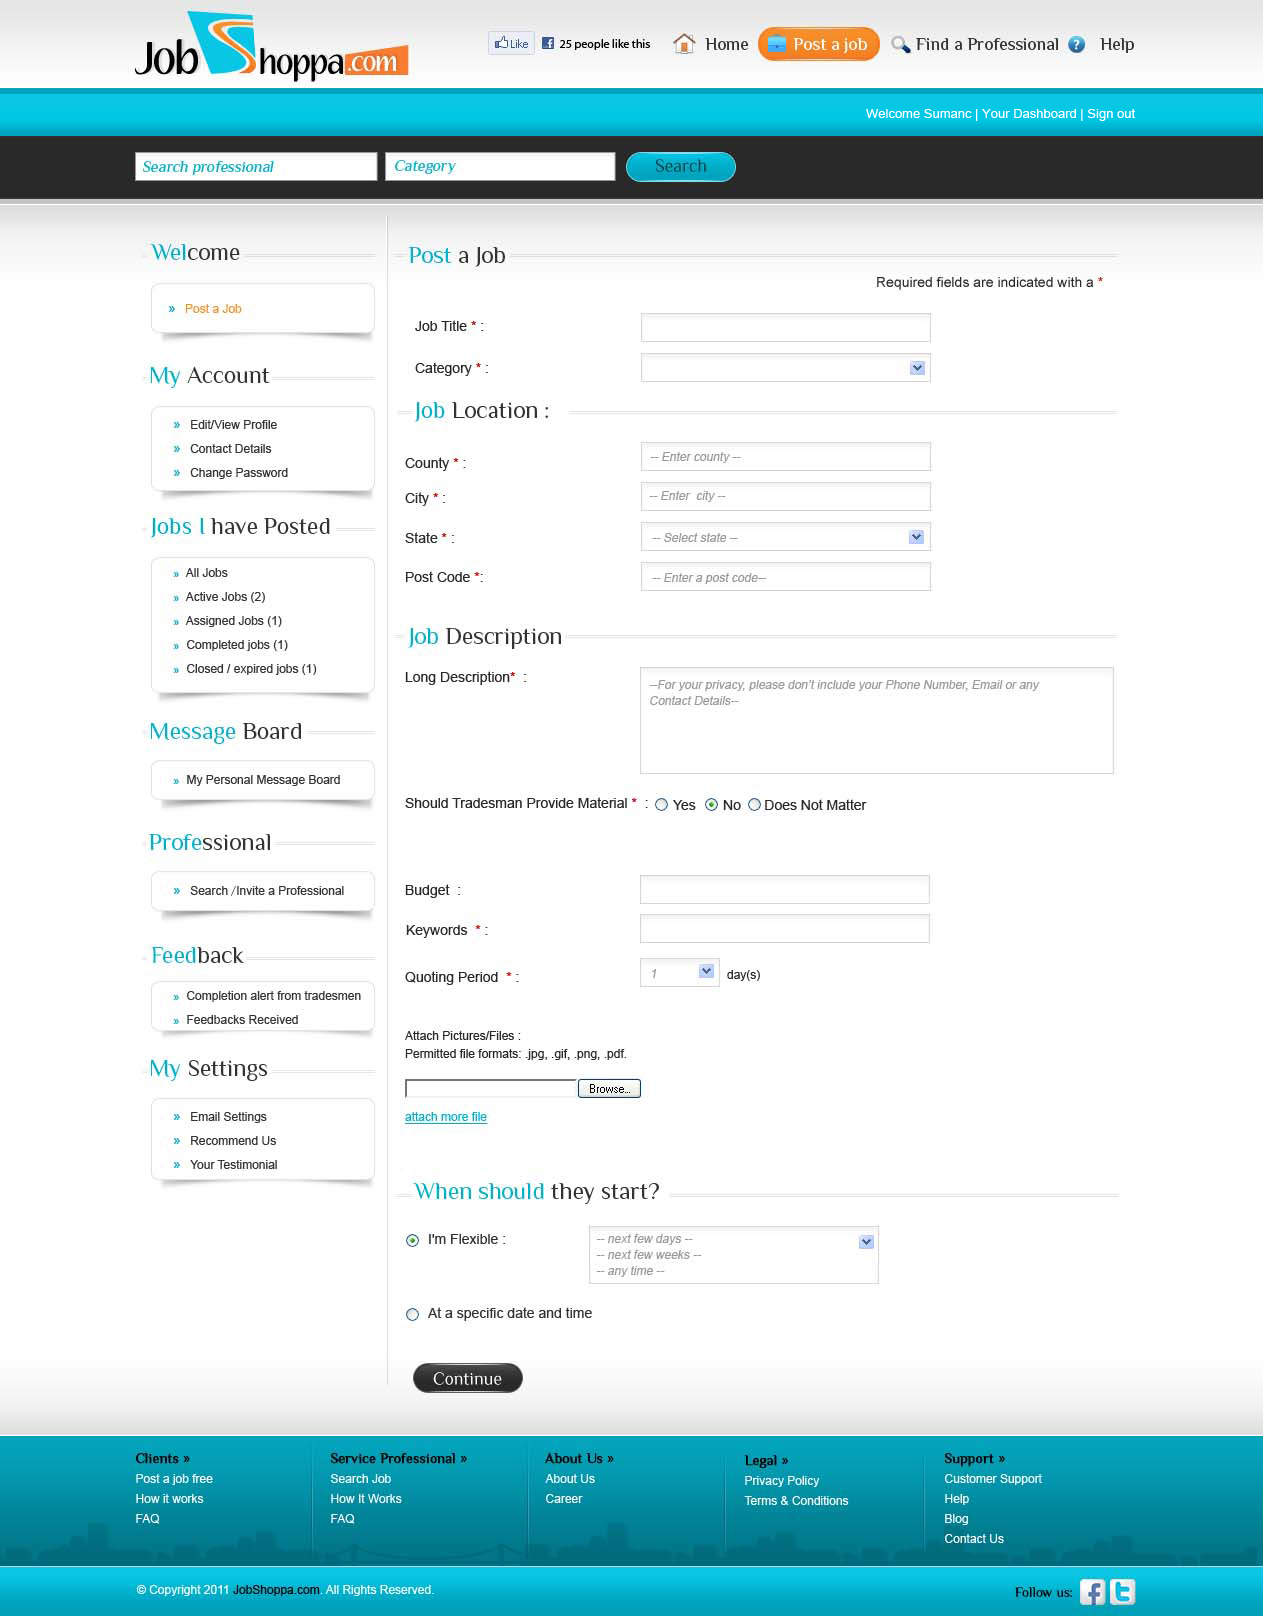 Job Shoppa.com
Like
25 people like this
Home
Post a job
Find a Professional
Help
Welcome Sumanc | Your Dashboard | Sign out
Search professional
Category
Search
Welcome
» Post a Job
My Account
» Edit/View Profile
» Contact Details
» Change Password
Jobs I have Posted
» All Jobs
» Active Jobs (2)
» Assigned Jobs (1)
» Completed jobs (1)
» Closed / expired jobs (1)
Message Board
» My Personal Message Board
Professional
» Search /Invite a Professional
Feedback
» Completion alert from tradesmen
» Feedbacks Received
My Settings
» Email Settings
» Recommend Us
» Your Testimonial
Post a Job
Required fields are indicated with a *
Job Title * :
Category * :
Job Location :
County * :
-- Enter county --
City * :
-- Enter city --
State * :
-- Select state --
Post Code *:
-- Enter a post code--
Job Description
Long Description* :
--For your privacy, please don't include your Phone Number, Email or any
Contact Details--
Should Tradesman Provide Material * : Yes No Does Not Matter
Budget :
Keywords * :
Quoting Period * :
1
day(s)
Attach Pictures/Files :
Permitted file formats: .jpg, .gif, .png, .pdf.
Browse...
attach more file
When should they start?
I'm Flexible :
-- next few days --
-- next few weeks --
-- any time --
At a specific date and time
Continue
Clients »
Post a job free
How it works
FAQ
Service Professional »
Search Job
How It Works
FAQ
About Us »
About Us
Career
Legal »
Privacy Policy
Terms & Conditions
Support »
Customer Support
Help
Blog
Contact Us
© Copyright 2011 JobShoppa.com. All Rights Reserved.
Follow us: